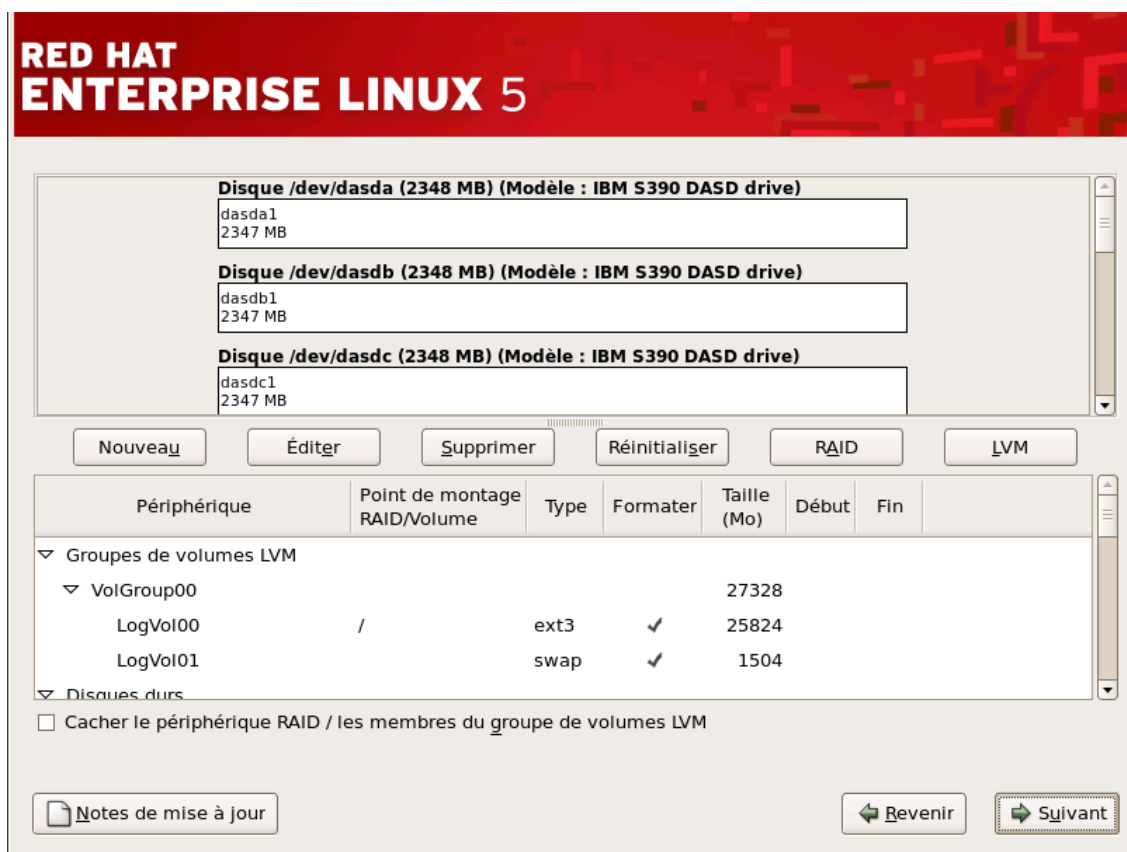 RED HAT
ENTERPRISE LINUX 5
Disque /dev/dasda (2348 MB) (Modèle : IBM S390 DASD drive)
dasda1
2347 MB
Disque /dev/dasdb (2348 MB) (Modèle : IBM S390 DASD drive)
dasdb1
2347 MB
Disque /dev/dasdc (2348 MB) (Modèle : IBM S390 DASD drive)
dasdc1
2347 MB
Nouveau Éditer Supprimer Réinitialiser RAID LVM
Périphérique Point de montage RAID/Volume Type Formater Taille (Mo) Début Fin
Groupes de volumes LVM
VolGroup00 27328
LogVol00 / ext3 25824
LogVol01 swap 1504
Disques durs
Cacher le périphérique RAID / les membres du groupe de volumes LVM
Notes de mise à jour Revenir Suivant